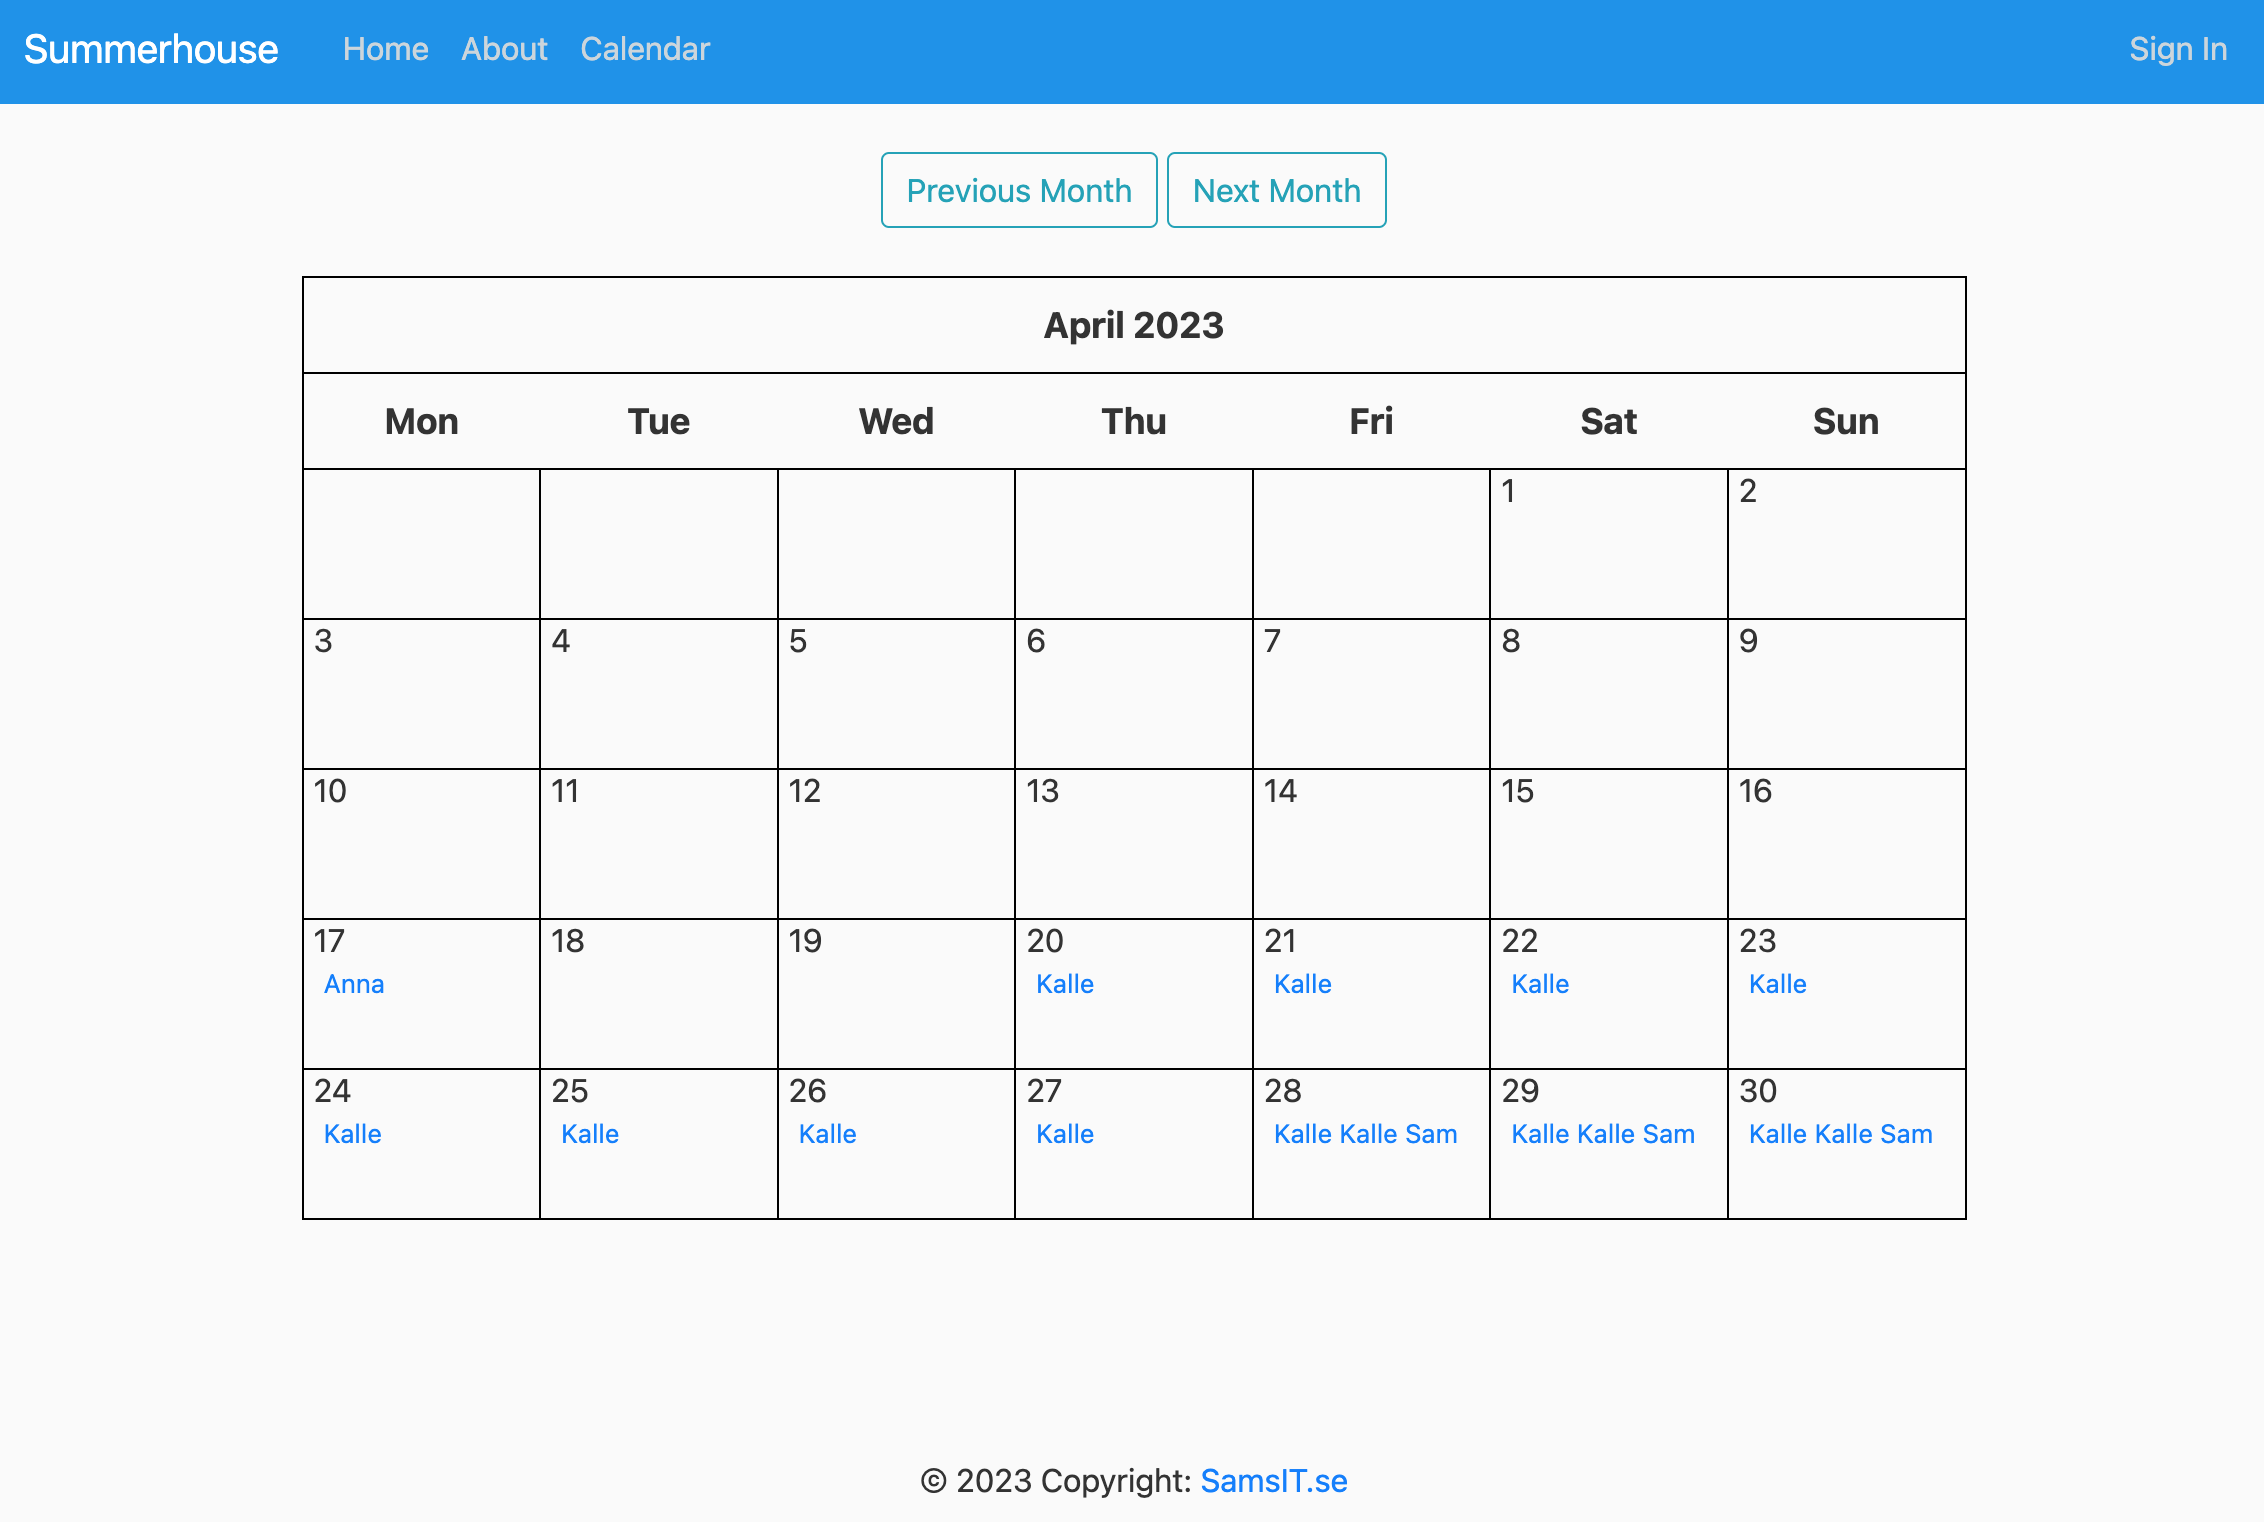 Summerhouse Home About Calendar Sign In
Previous Month Next Month
April 2023
Mon Tue Wed Thu Fri Sat Sun
1 2
3 4 5 6 7 8 9
10 11 12 13 14 15 16
17 18 19 20 21 22 23
Anna Kalle Kalle Kalle Kalle
24 25 26 27 28 29 30
Kalle Kalle Kalle Kalle Kalle Kalle Sam Kalle Kalle Sam Kalle Kalle Sam
© 2023 Copyright: SamsIT.se